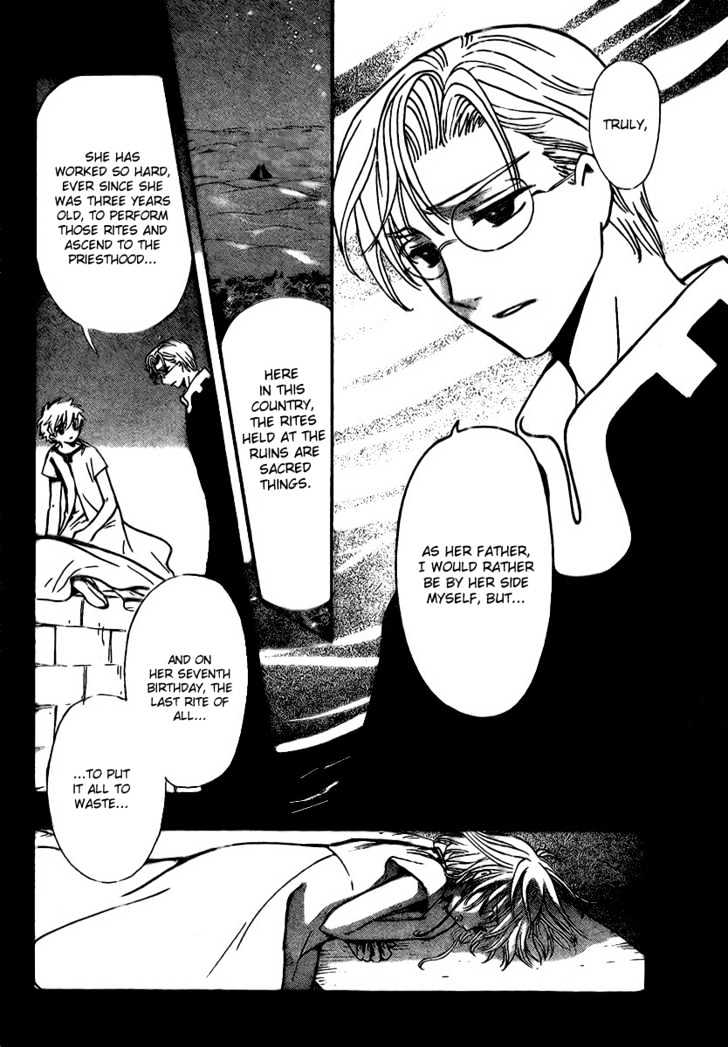 TRULY,
AS HER FATHER,
I WOULD RATHER
BE BY HER SIDE
MYSELF, BUT...
HERE
IN THIS
COUNTRY,
THE RITES
HELD AT THE
RUINS ARE
SACRED
THINGS.
SHE HAS
WORKED SO HARD,
EVER SINCE SHE
WAS THREE YEARS
OLD, TO PERFORM
THOSE RITES AND
ASCEND TO THE
PRIESTHOOD...
AND ON
HER SEVENTH
BIRTHDAY, THE
LAST RITE OF
ALL...
...TO PUT
IT ALL TO
WASTE...